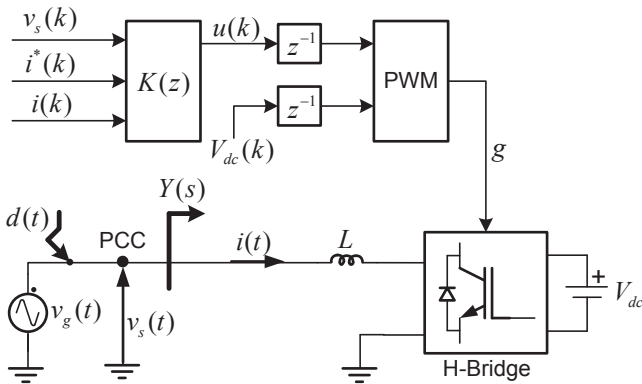 v_s(k)
i*(k)
i(k)
K(z)
u(k)
z⁻¹
z⁻¹
V_dc(k)
PWM
g
Y(s)
d(t)
PCC
i(t)
L
v_g(t)
v_s(t)
V_dc
H-Bridge